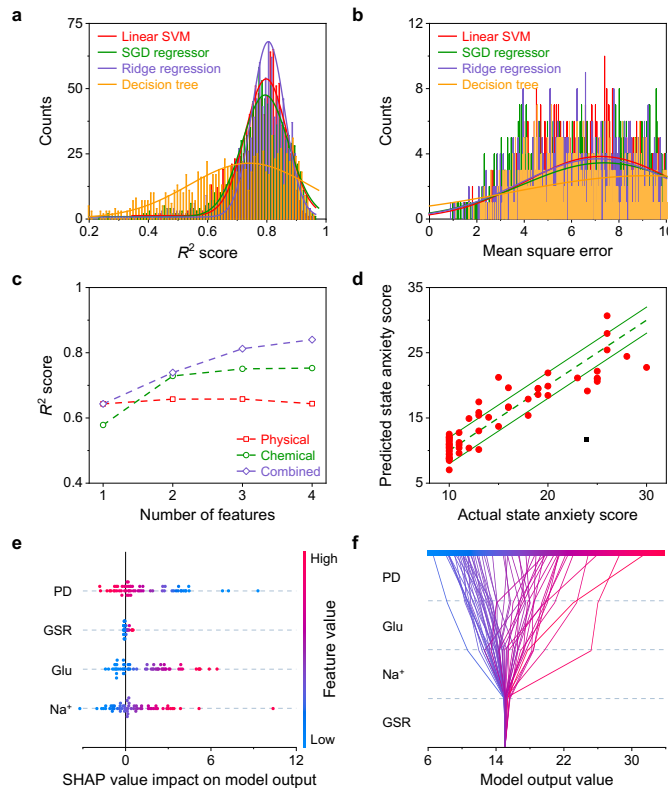 a
75
50
25
0
Counts
Linear SVM
SGD regressor
Ridge regression
Decision tree
0.2
0.4
0.6
0.8
1
R² score
b
12
8
4
0
Counts
Linear SVM
SGD regressor
Ridge regression
Decision tree
0
2
4
6
8
10
Mean square error
c
1
0.8
0.6
0.4
R² score
Physical
Chemical
Combined
1
2
3
4
Number of features
d
35
25
15
5
Predicted state anxiety score
10
20
30
Actual state anxiety score
e
PD
GSR
Glu
Na⁺
High
Feature value
Low
0
6
12
SHAP value impact on model output
f
PD
Glu
Na⁺
GSR
6
14
22
30
Model output value